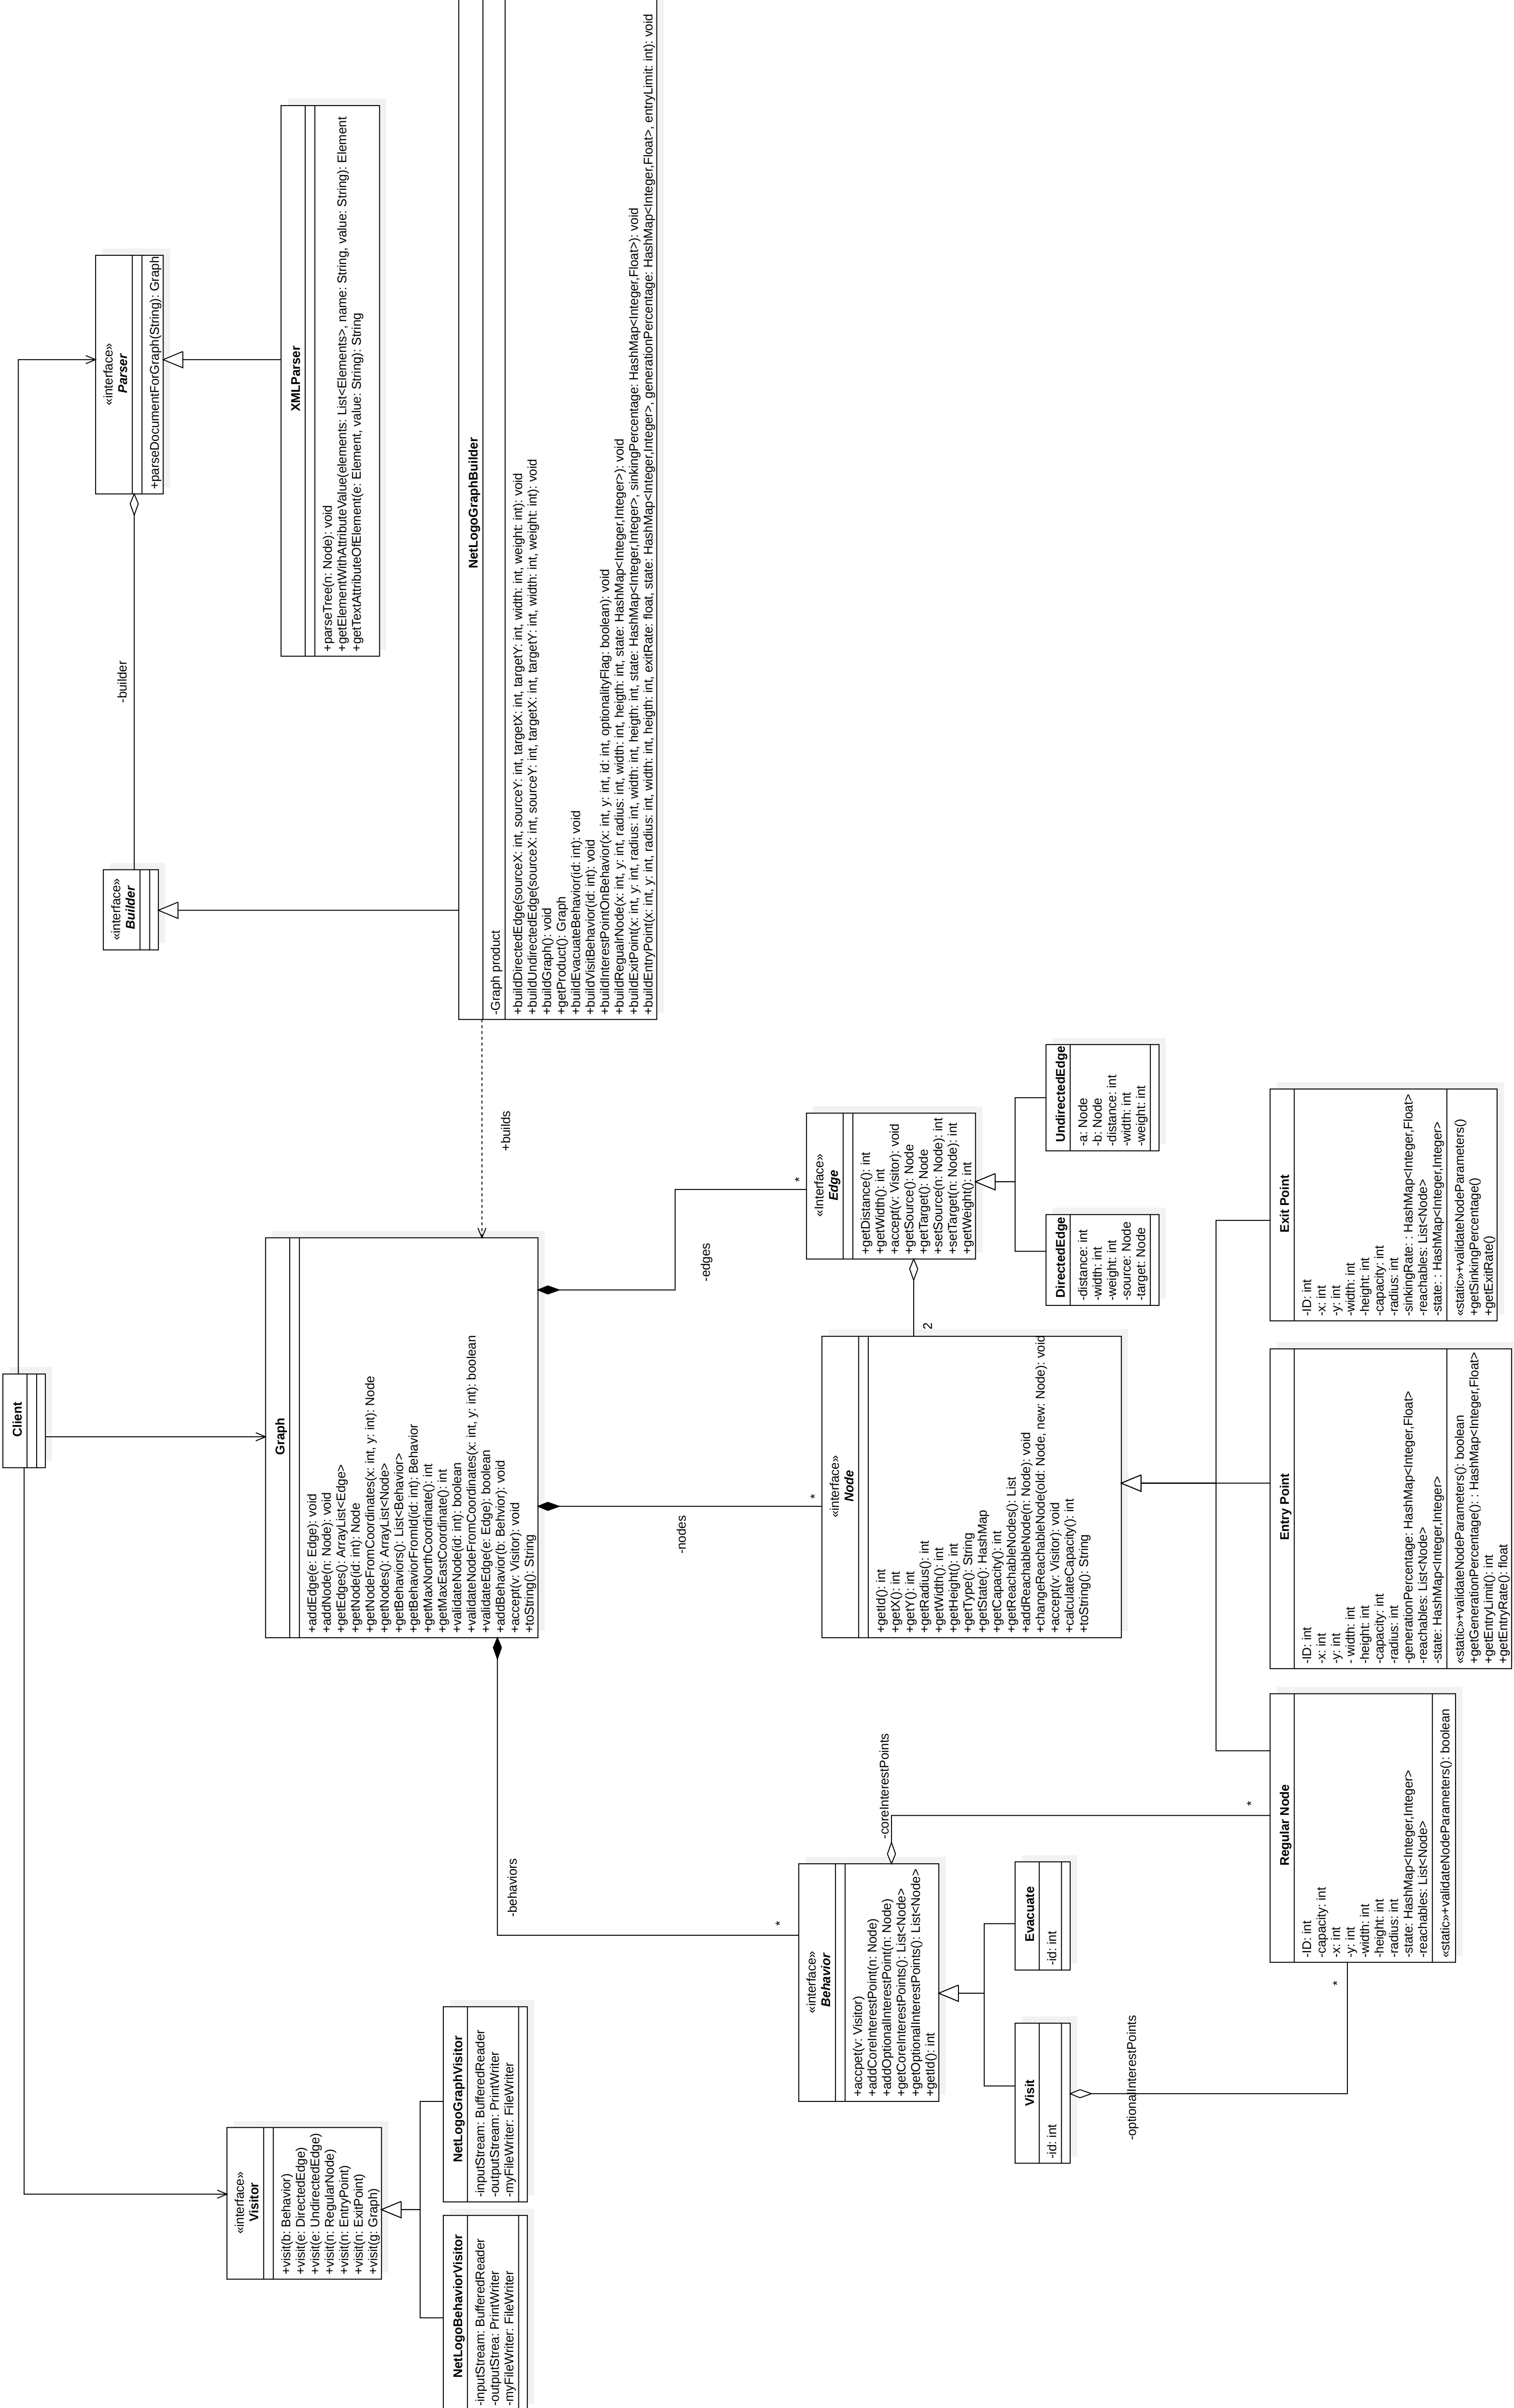 Client
«interface»
Visitor
+visit(b: Behavior)
+visit(e: DirectedEdge)
+visit(e: UndirectedEdge)
+visit(n: RegularNode)
+visit(n: EntryPoint)
+visit(n: ExitPoint)
+visit(g: Graph)
NetLogoBehaviorVisitor
-inputStream: BufferedReader
-outputStrea: PrintWriter
-myFileWriter: FileWriter
NetLogoGraphVisitor
-inputStream: BufferedReader
-outputStream: PrintWriter
-myFileWriter: FileWriter
Graph
+addEdge(e: Edge): void
+addNode(n: Node): void
+getEdges(): ArrayList<Edge>
+getNode(id: int): Node
+getNodeFromCoordinates(x: int, y: int): Node
+getNodes(): ArrayList<Node>
+getBehaviors(): List<Behavior>
+getBehaviorFromId(id: int): Behavior
+getMaxNorthCoordinate(): int
+getMaxEastCoordinate(): int
+validateNode(id: int): boolean
+validateNodeFromCoordinates(x: int, y: int): boolean
+validateEdge(e: Edge): boolean
+addBehavior(b: Behvior): void
+accept(v: Visitor): void
+toString(): String
«interface»
Builder
-builder
«interface»
Parser
+parseDocumentForGraph(String): Graph
XMLParser
+parseTree(n: Node): void
+getElementWithAttributeValue(elements: List<Elements>, name: String, value: String): Element
+getTextAttributeOfElement(e: Element, value: String): String
NetLogoGraphBuilder
-Graph product
+buildDirectedEdge(sourceX: int, sourceY: int, targetX: int, targetY: int, width: int, weight: int): void
+buildUndirectedEdge(sourceX: int, sourceY: int, targetX: int, targetY: int, width: int, weight: int): void
+buildGraph(): void
+getProduct(): Graph
+buildEvacuateBehavior(id: int): void
+buildVisitBehavior(id: int): void
+buildInterestPointOnBehavior(x: int, y: int, id: int, optionalityFlag: boolean): void
+buildRegualrNode(x: int, y: int, radius: int, width: int, heigth: int, state: HashMap<Integer,Integer>): void
+buildExitPoint(x: int, y: int, radius: int, width: int, heigth: int, state: HashMap<Integer,Integer>, sinkingPercentage: HashMap<Integer,Float>): void
+buildEntryPoint(x: int, y: int, radius: int, width: int, heigth: int, exitRate: float, state: HashMap<Integer,Integer>, generationPercentage: HashMap<Integer,Float>, entryLimit: int): void
+builds
-behaviors
*
-nodes
*
-edges
*
«interface»
Behavior
+accpet(v: Visitor)
+addCoreInterestPoint(n: Node)
+addOptionalInterestPoint(n: Node)
+getCoreInterestPoints(): List<Node>
+getOptionalInterestPoints(): List<Node>
+getId(): int
-coreInterestPoints
*
Visit
-id: int
Evacuate
-id: int
-optionalInterestPoints
*
«interface»
Node
+getId(): int
+getX(): int
+getY(): int
+getRadius(): int
+getWidth(): int
+getHeight(): int
+getType(): String
+getState(): HashMap
+getCapacity(): int
+getReachableNodes(): List
+addReachableNode(n: Node): void
+changeReachableNode(old: Node, new: Node): void
+accept(v: Visitor): void
+calculateCapacity(): int
+toString(): String
2
«Interface»
Edge
+getDistance(): int
+getWidth(): int
+accept(v: Visitor): void
+getSource(): Node
+getTarget(): Node
+setSource(n: Node): int
+setTarget(n: Node): int
+getWeight(): int
DirectedEdge
-distance: int
-width: int
-weight: int
-source: Node
-target: Node
UndirectedEdge
-a: Node
-b: Node
-distance: int
-width: int
-weight: int
Regular Node
-ID: int
-capacity: int
-x: int
-y: int
-width: int
-height: int
-radius: int
-state: HashMap<Integer,Integer>
-reachables: List<Node>
«static»+validateNodeParameters(): boolean
Entry Point
-ID: int
-x: int
-y: int
- width: int
-height: int
-capacity: int
-radius: int
-generationPercentage: HashMap<Integer,Float>
-reachables: List<Node>
-state: HashMap<Integer,Integer>
«static»+validateNodeParameters(): boolean
+getGenerationPercentage(): : HashMap<Integer,Float>
+getEntryLimit(): int
+getEntryRate(): float
Exit Point
-ID: int
-x: int
-y: int
-width: int
-height: int
-capacity: int
-radius: int
-sinkingRate: : HashMap<Integer,Float>
-reachables: List<Node>
-state: : HashMap<Integer,Integer>
«static»+validateNodeParameters()
+getSinkingPercentage()
+getExitRate()